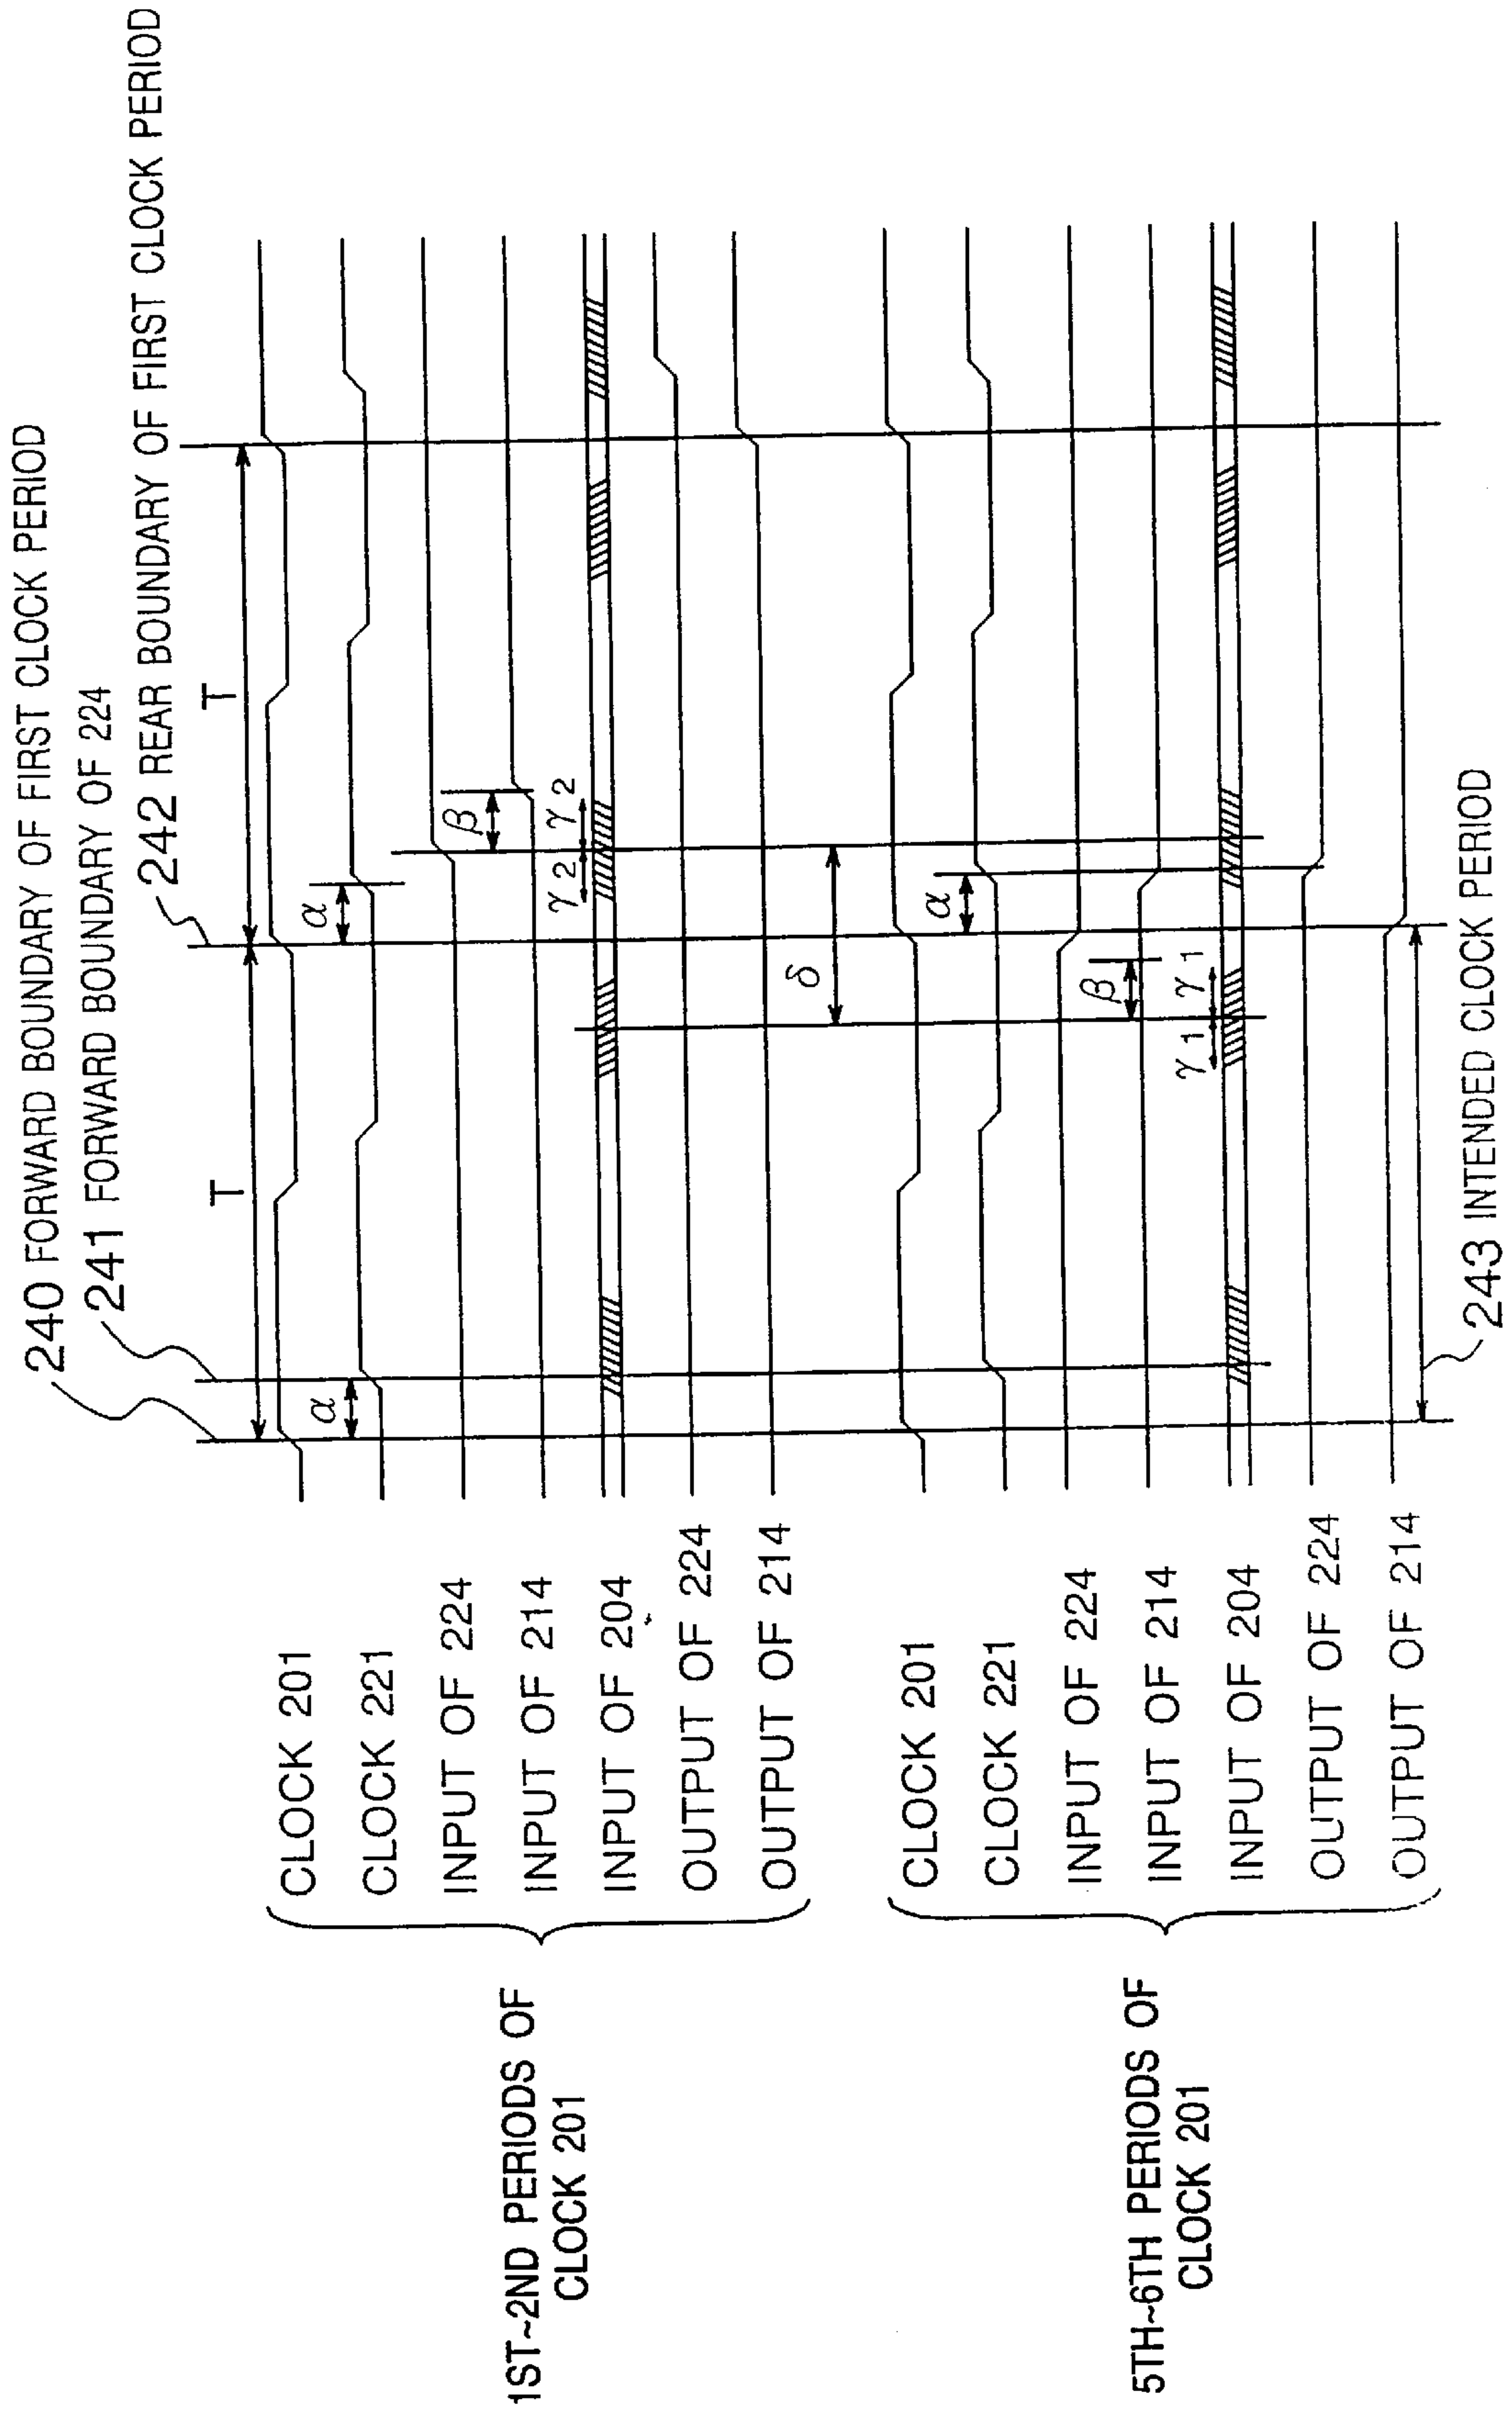 240 FORWARD BOUNDARY OF FIRST CLOCK PERIOD
241 FORWARD BOUNDARY OF 224
242 REAR BOUNDARY OF FIRST CLOCK PERIOD
T
T
1ST~2ND PERIODS OF
CLOCK 201
CLOCK 201
CLOCK 221
α
α
INPUT OF 224
INPUT OF 214
β
INPUT OF 204
γ2
γ2
OUTPUT OF 224
OUTPUT OF 214
δ
5TH~6TH PERIODS OF
CLOCK 201
CLOCK 201
CLOCK 221
α
INPUT OF 224
INPUT OF 214
β
INPUT OF 204
γ1
γ1
OUTPUT OF 224
OUTPUT OF 214
243 INTENDED CLOCK PERIOD